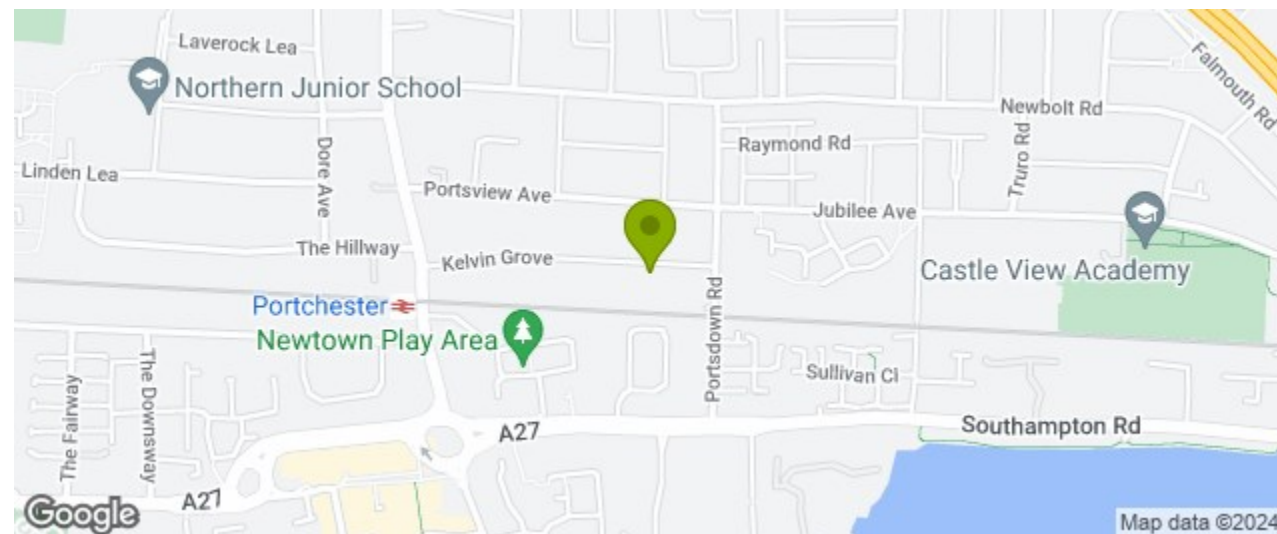 Laverock Lea
Northern Junior School
Falmouth Rd
Newbolt Rd
Raymond Rd
Truro Rd
Dore Ave
Linden Lea
Portsview Ave
Jubilee Ave
The Hillway
Kelvin Grove
Castle View Academy
Portchester
Newtown Play Area
Portsdown Rd
The Fairway
The Downsway
Sullivan Cl
A27
Southampton Rd
A27
Google
Map data ©2024